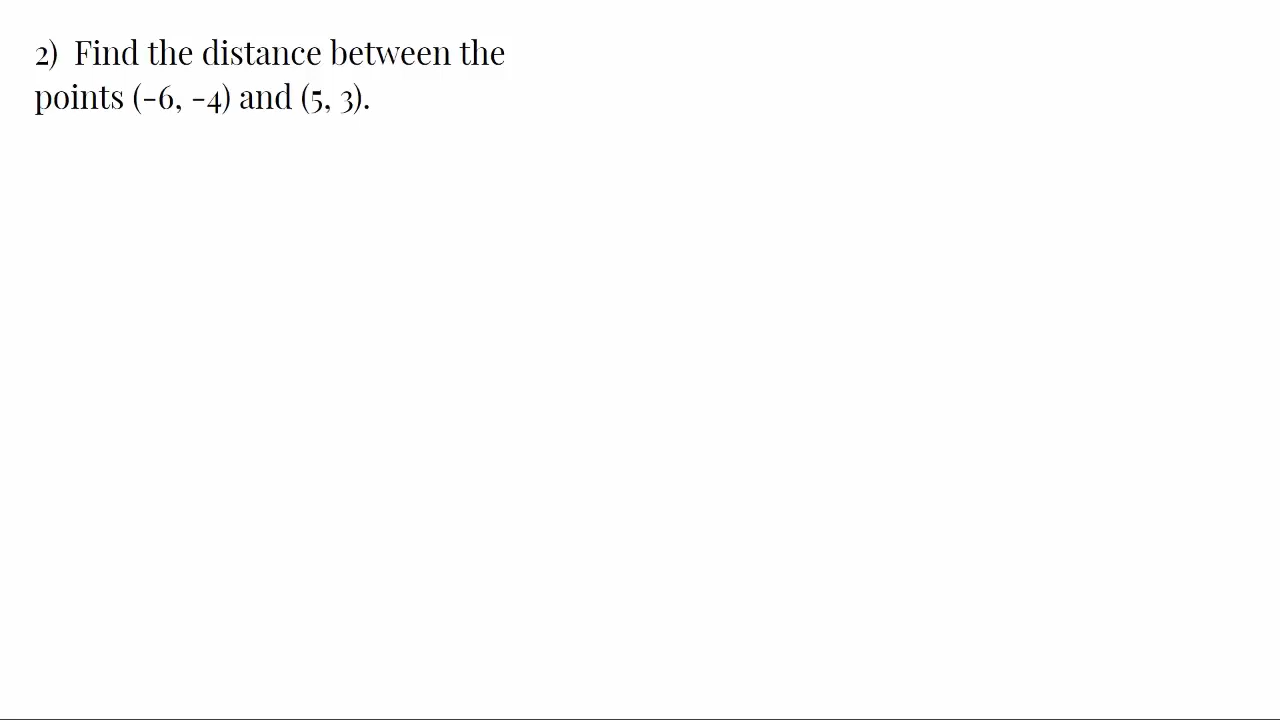 2) Find the distance between the
points (-6, -4) and (5, 3).